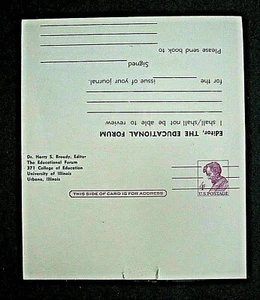 Editor, THE EDUCATIONAL FORUM
I shall/shall not be able to review
for the issue of your journal.
Signed
Please send book to
Dr. Harry S. Broudy, Editor
The Educational Forum
371 College of Education
University of Illinois
Urbana, Illinois
THIS SIDE OF CARD IS FOR ADDRESS
U.S. POSTAGE